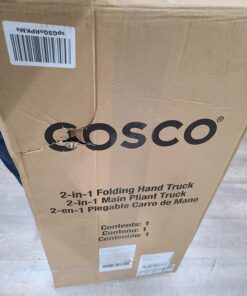 spGSQsRPKMs
COSCO®
2-in-1 Folding Hand Truck
2-in-1 Main Pliant Truck
2-en-1 Plegable Carro de Mano
Contents: 1
Contenu: 1
Contenido: 1